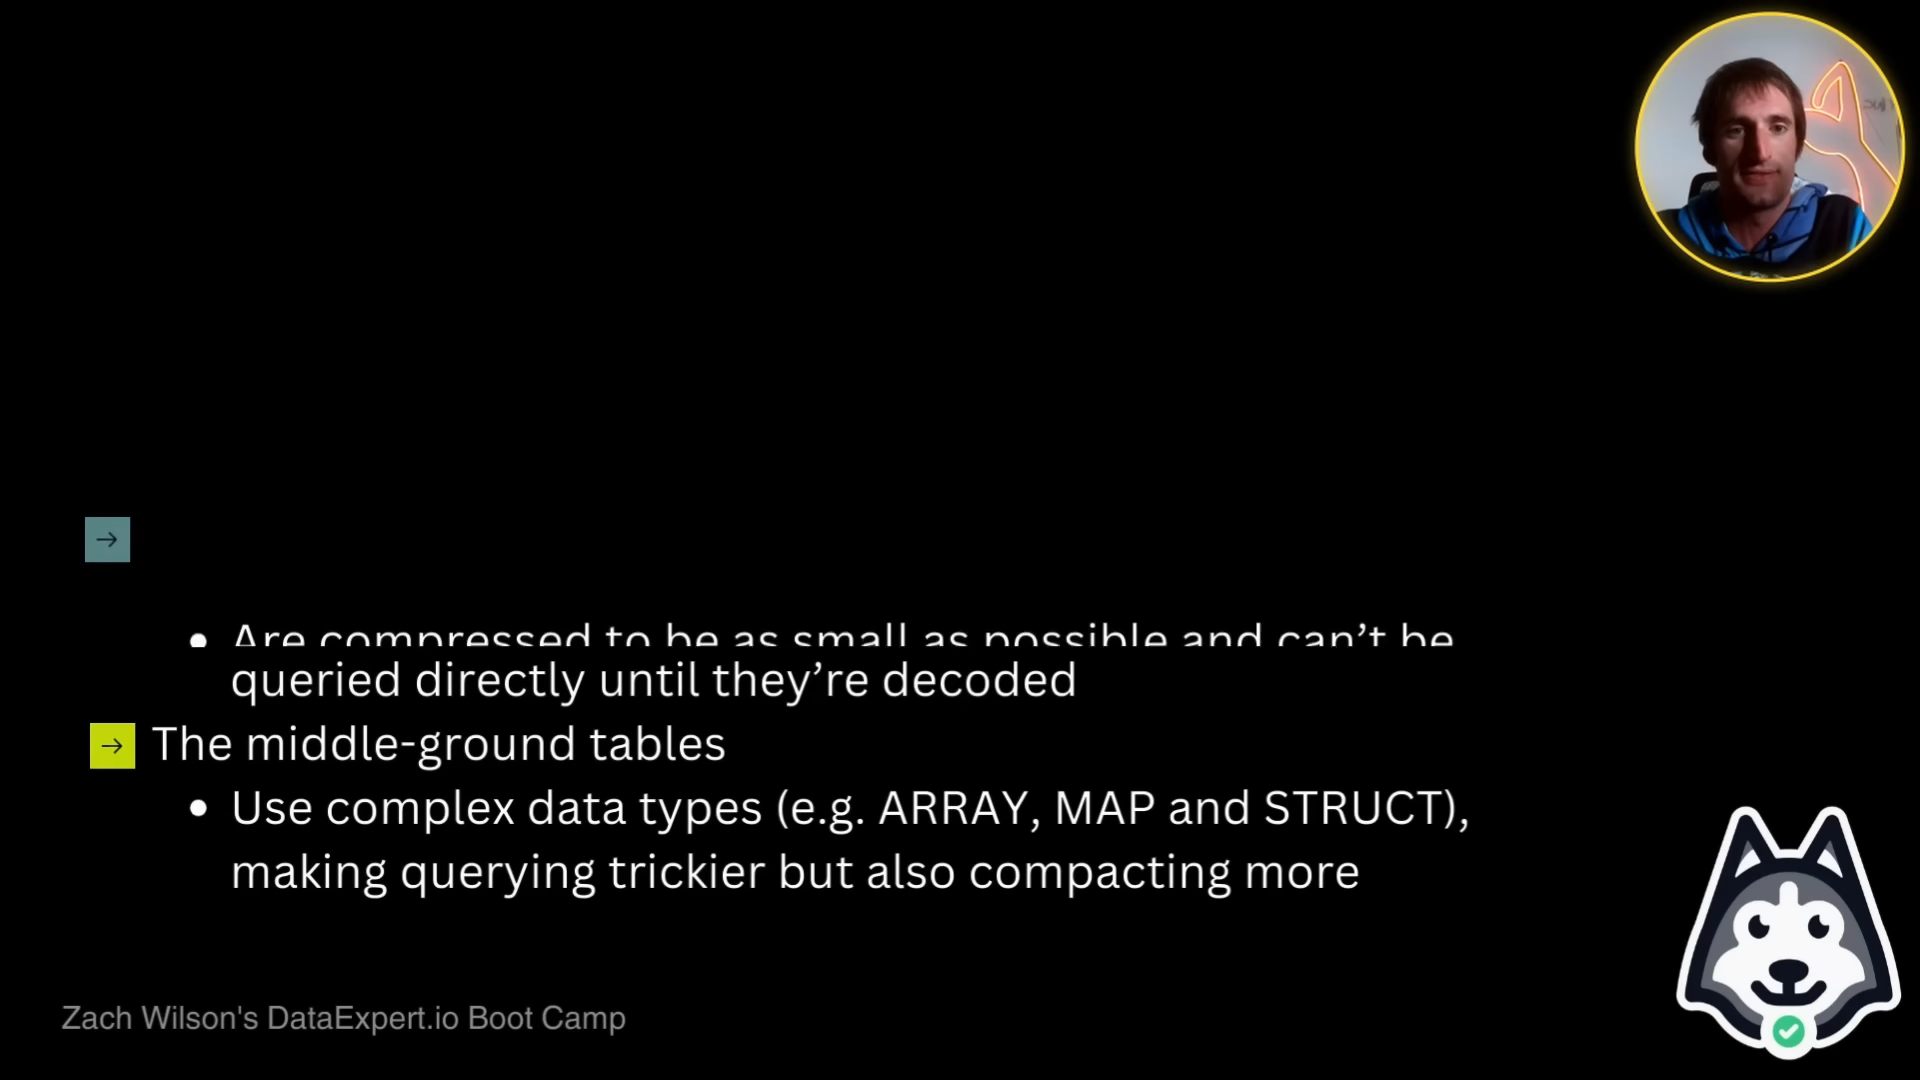 →
• Are compressed to be as small as possible and can’t be
queried directly until they’re decoded
→ The middle-ground tables
• Use complex data types (e.g. ARRAY, MAP and STRUCT),
making querying trickier but also compacting more
Zach Wilson's DataExpert.io Boot Camp